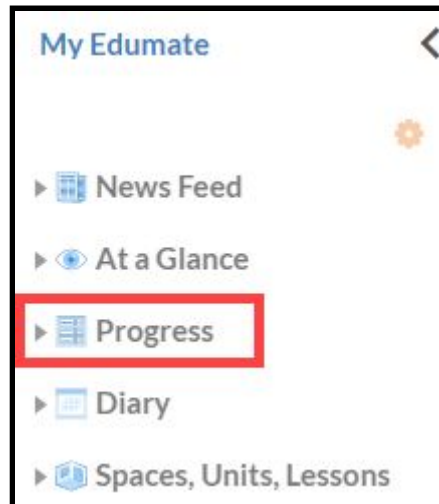 My Edumate
News Feed
At a Glance
Progress
Diary
Spaces, Units, Lessons